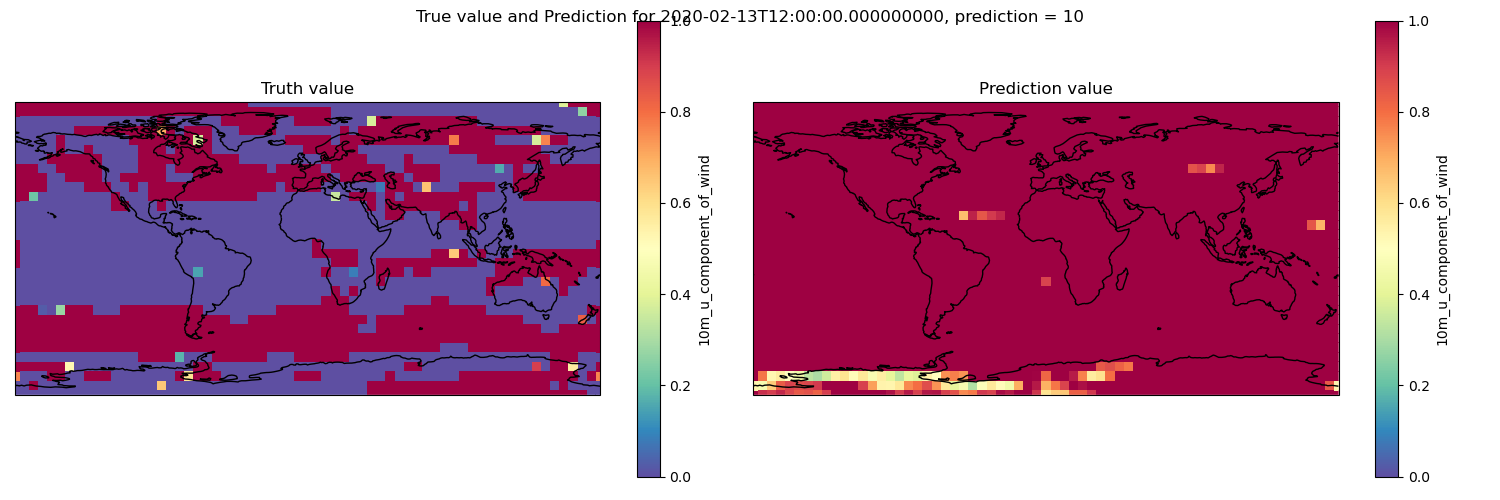 True value and Prediction for 2020-02-13T12:00:00.000000000, prediction = 10
Truth value
Prediction value
1.0
0.8
0.6
0.4
0.2
0.0
10m_u_component_of_wind
1.0
0.8
0.6
0.4
0.2
0.0
10m_u_component_of_wind